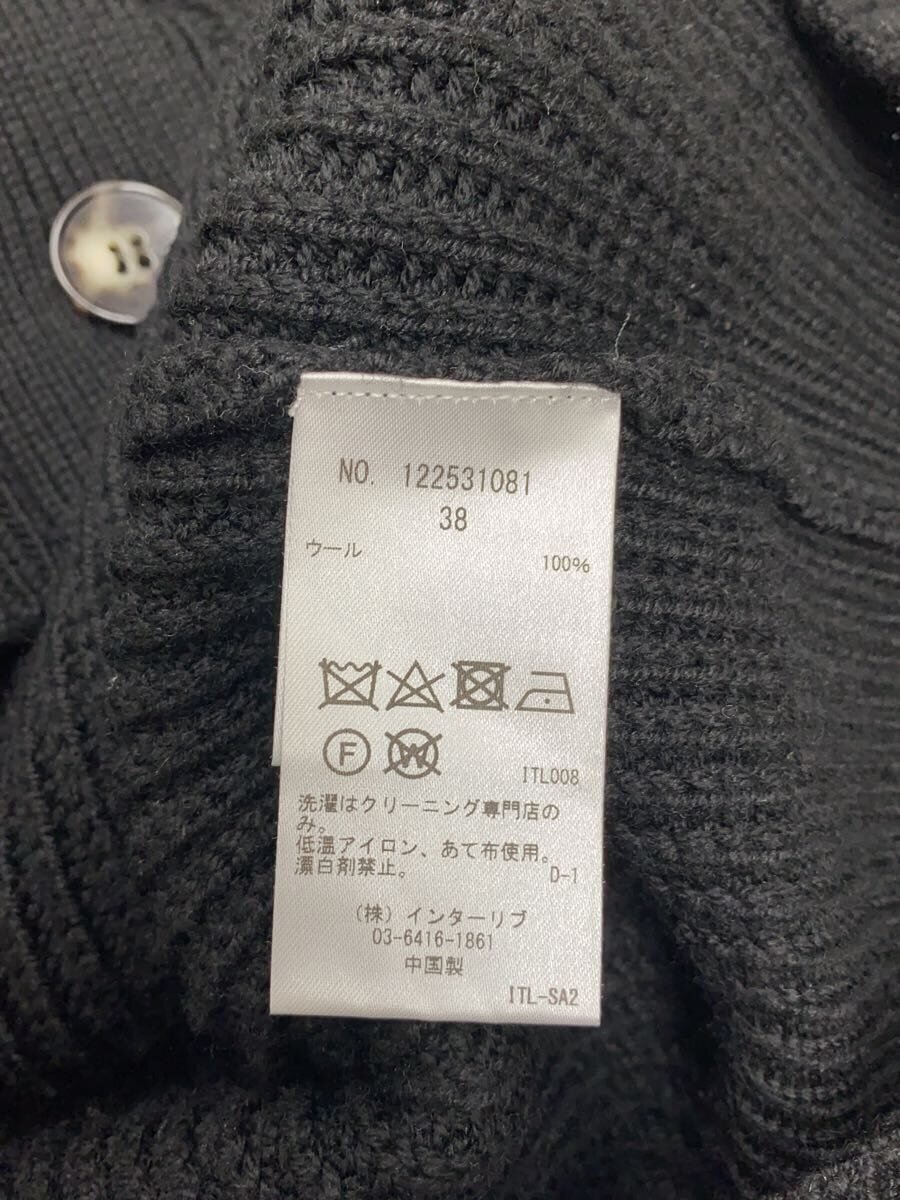 NO. 122531081
38
ウール 100%
F W
ITL008
洗濯はクリーニング専門店の
み。
低温アイロン、あて布使用。
漂白剤禁止。 D-1
(株)インターリブ
03-6416-1861
中国製
ITL-SA2